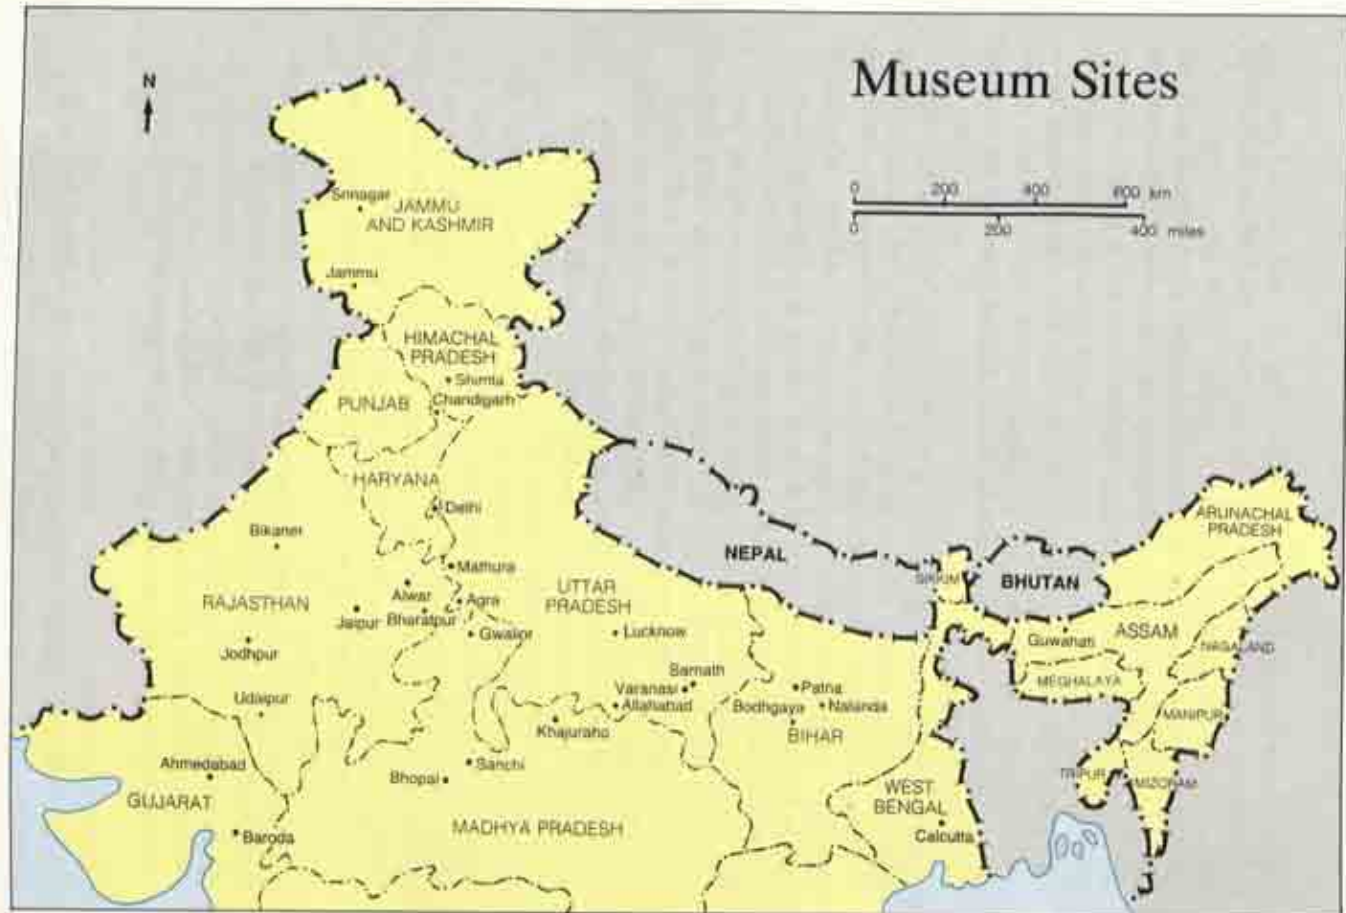 Museum Sites
N
0 200 400 600 km
0 200 400 miles
Srinagar
JAMMU
AND KASHMIR
Jammu
HIMACHAL
PRADESH
Shimla
PUNJAB
Chandigarh
HARYANA
Delhi
Bikaner
NEPAL
ARUNACHAL
PRADESH
Mathura
SIKKIM
BHUTAN
RAJASTHAN
Alwar
Agra
UTTAR
PRADESH
Jaipur
Bharatpur
Gwalior
Lucknow
Guwahati
ASSAM
NAGALAND
Jodhpur
Sarnath
MEGHALAYA
Varanasi
Patna
Udaipur
Allahabad
Bodhgaya
Nalanda
MANIPUR
Khajuraho
BIHAR
Ahmedabad
Sanchi
Bhopal
TRIPUR
MIZORAM
GUJARAT
WEST
BENGAL
MADHYA PRADESH
Baroda
Calcutta